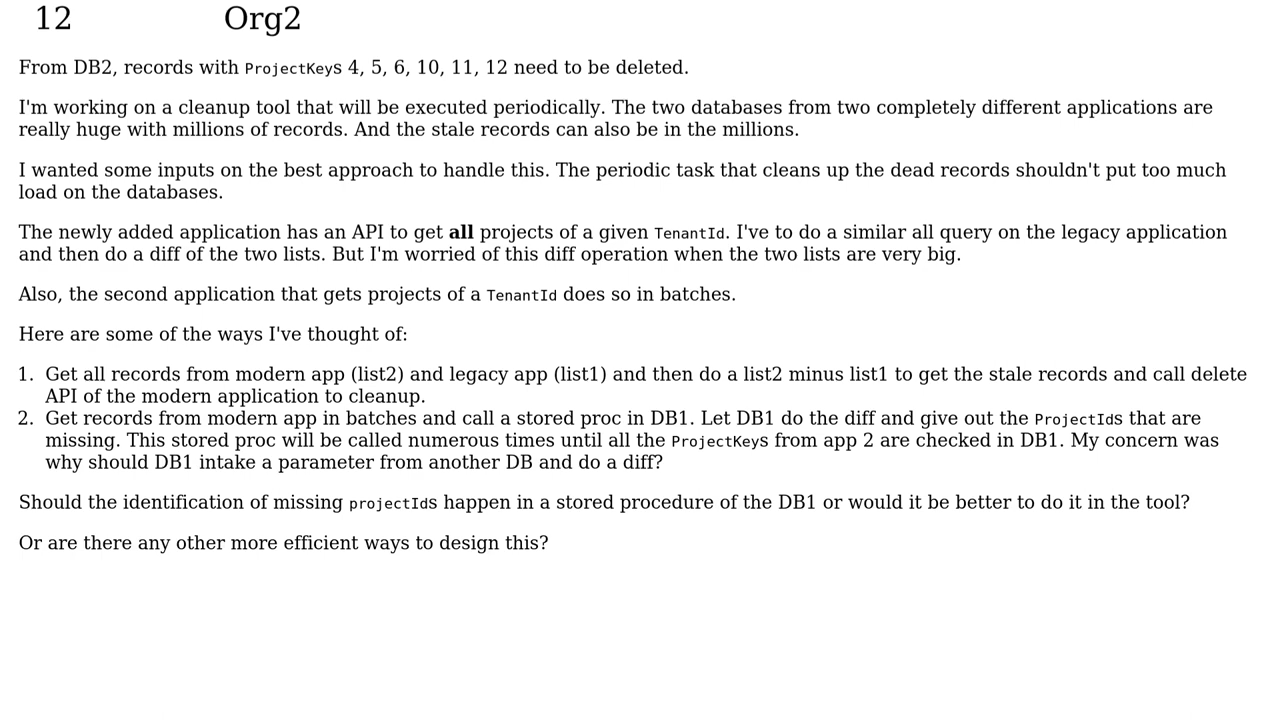 12 Org2
From DB2, records with ProjectKeys 4, 5, 6, 10, 11, 12 need to be deleted.
I'm working on a cleanup tool that will be executed periodically. The two databases from two completely different applications are
really huge with millions of records. And the stale records can also be in the millions.
I wanted some inputs on the best approach to handle this. The periodic task that cleans up the dead records shouldn't put too much
load on the databases.
The newly added application has an API to get all projects of a given TenantId. I've to do a similar all query on the legacy application
and then do a diff of the two lists. But I'm worried of this diff operation when the two lists are very big.
Also, the second application that gets projects of a TenantId does so in batches.
Here are some of the ways I've thought of:
1. Get all records from modern app (list2) and legacy app (list1) and then do a list2 minus list1 to get the stale records and call delete
API of the modern application to cleanup.
2. Get records from modern app in batches and call a stored proc in DB1. Let DB1 do the diff and give out the ProjectIds that are
missing. This stored proc will be called numerous times until all the ProjectKeys from app 2 are checked in DB1. My concern was
why should DB1 intake a parameter from another DB and do a diff?
Should the identification of missing projectIds happen in a stored procedure of the DB1 or would it be better to do it in the tool?
Or are there any other more efficient ways to design this?